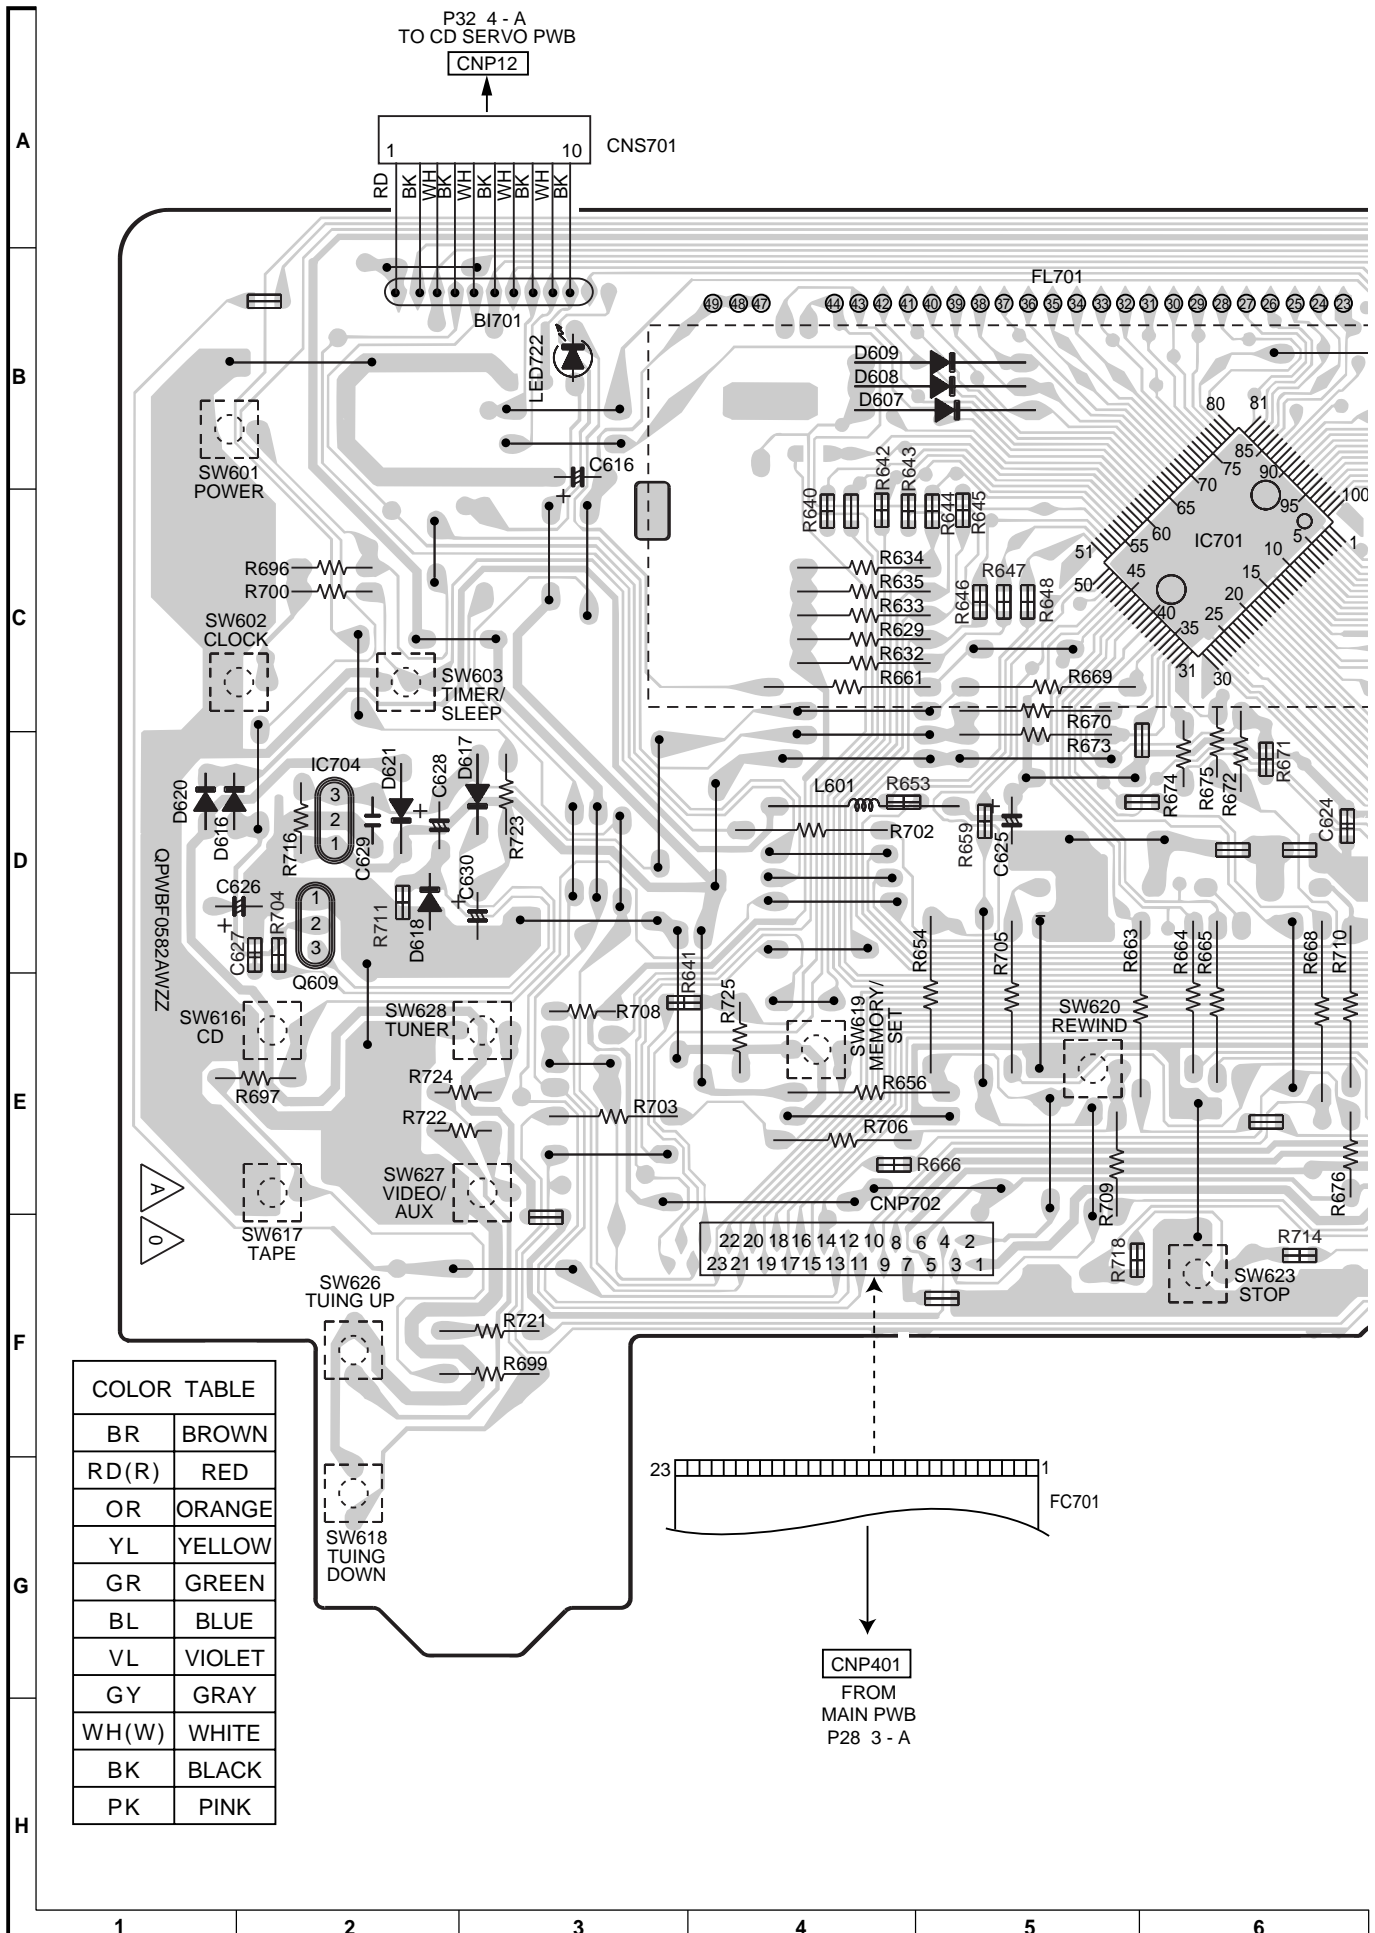 P32 4 - A
TO CD SERVO PWB
CNP12
A
1
10
CNS701
RD
BK
WH
BK
WH
BK
WH
BK
WH
BK
BI701
FL701
49 48 47 44 43 42 41 40 39 38 37 36 35 34 33 32 31 30 29 28 27 26 25 24 23
B
LED722
D609
D608
D607
SW601
POWER
C616
R640
R642
R643
R644
R645
80
81
85
90
95
100
75
70
65
60
55
51
50
45
40
35
31
30
25
20
15
10
5
1
IC701
C
R696
R700
R634
R635
R633
R629
R632
R661
R646
R647
R648
SW602
CLOCK
SW603
TIMER/
SLEEP
R669
R670
R673
R674
R675
R672
R671
D620
D616
IC704
3
2
1
R716
C629
D621
+
C628
D617
R723
L601
R653
R702
R659
+
C625
C624
D
QPWBF0582AWZZ
C626
+
C627
R704
1
2
3
Q609
R711
D618
+
C630
R641
R725
R654
R705
R663
R664
R665
R668
R710
SW616
CD
SW628
TUNER
R708
SW619
MEMORY/
SET
SW620
REWIND
R697
R724
R722
R703
R656
R706
R666
E
SW627
VIDEO/
AUX
SW617
TAPE
A
0
CNP702
22 20 18 16 14 12 10 8 6 4 2
23 21 19 17 15 13 11 9 7 5 3 1
R709
R718
R676
R714
SW623
STOP
SW626
TUING UP
R721
R699
F
COLOR TABLE
BR BROWN
RD(R) RED
OR ORANGE
YL YELLOW
GR GREEN
BL BLUE
VL VIOLET
GY GRAY
WH(W) WHITE
BK BLACK
PK PINK
SW618
TUING
DOWN
23
1
FC701
G
CNP401
FROM
MAIN PWB
P28 3 - A
H
1 2 3 4 5 6